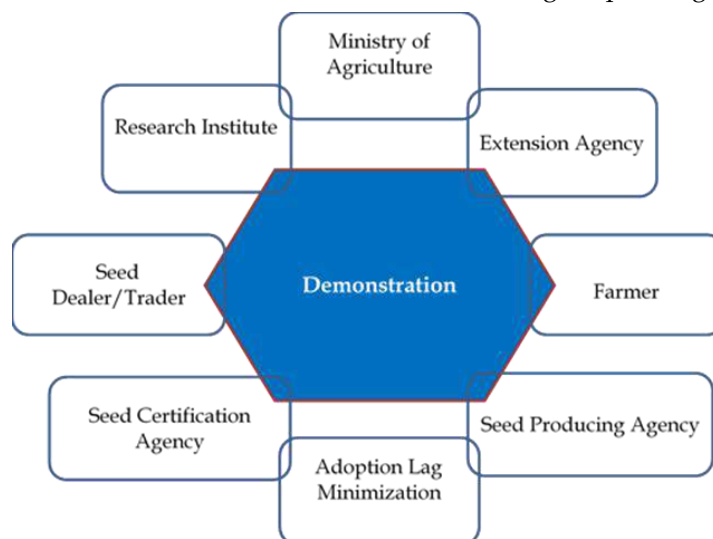 Ministry of
Agriculture
Research Institute
Extension Agency
Seed
Dealer/Trader
Demonstration
Farmer
Seed Certification
Agency
Seed Producing Agency
Adoption Lag
Minimization